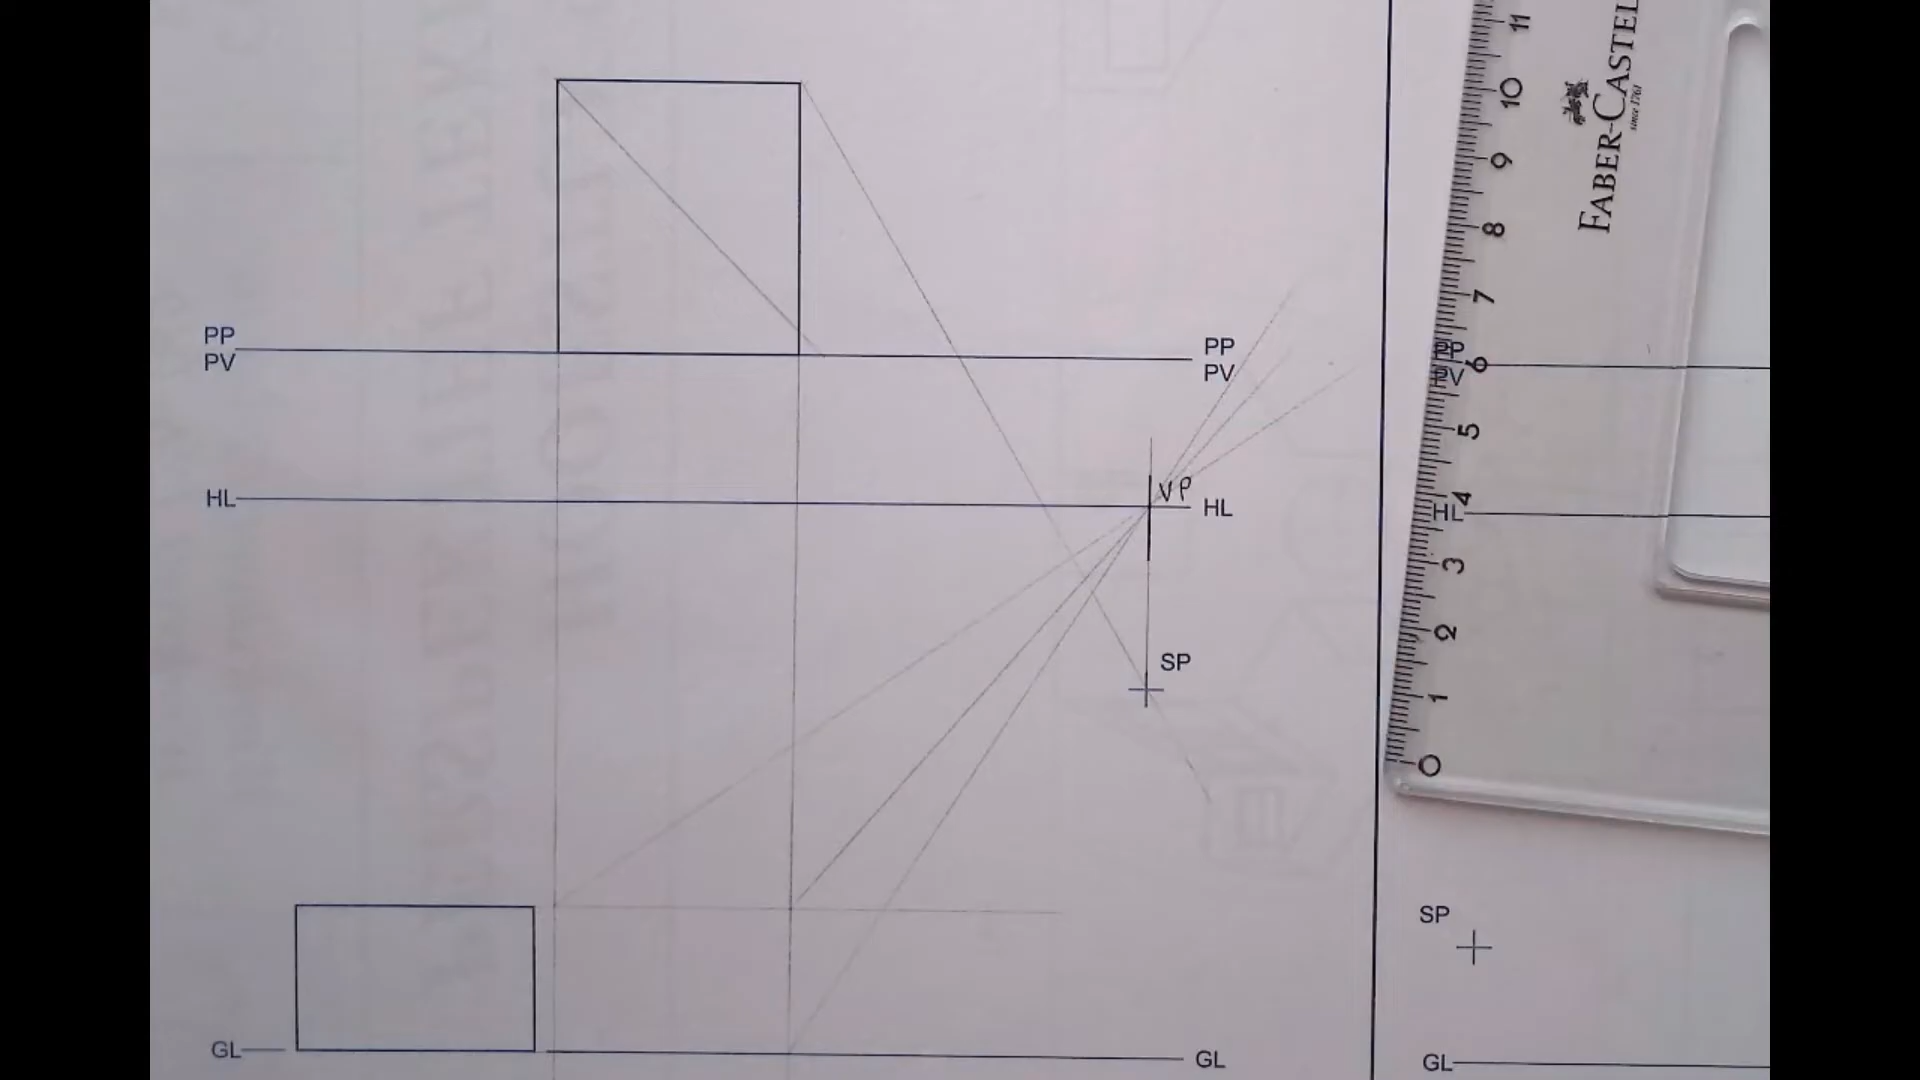 PP
PV
PP
PV
HL
VP
HL
SP
GL
GL
11
10
9
8
7
6
5
4
3
2
1
0
FABER-CASTELL
since 1761
PP
PV
HL
SP
GL